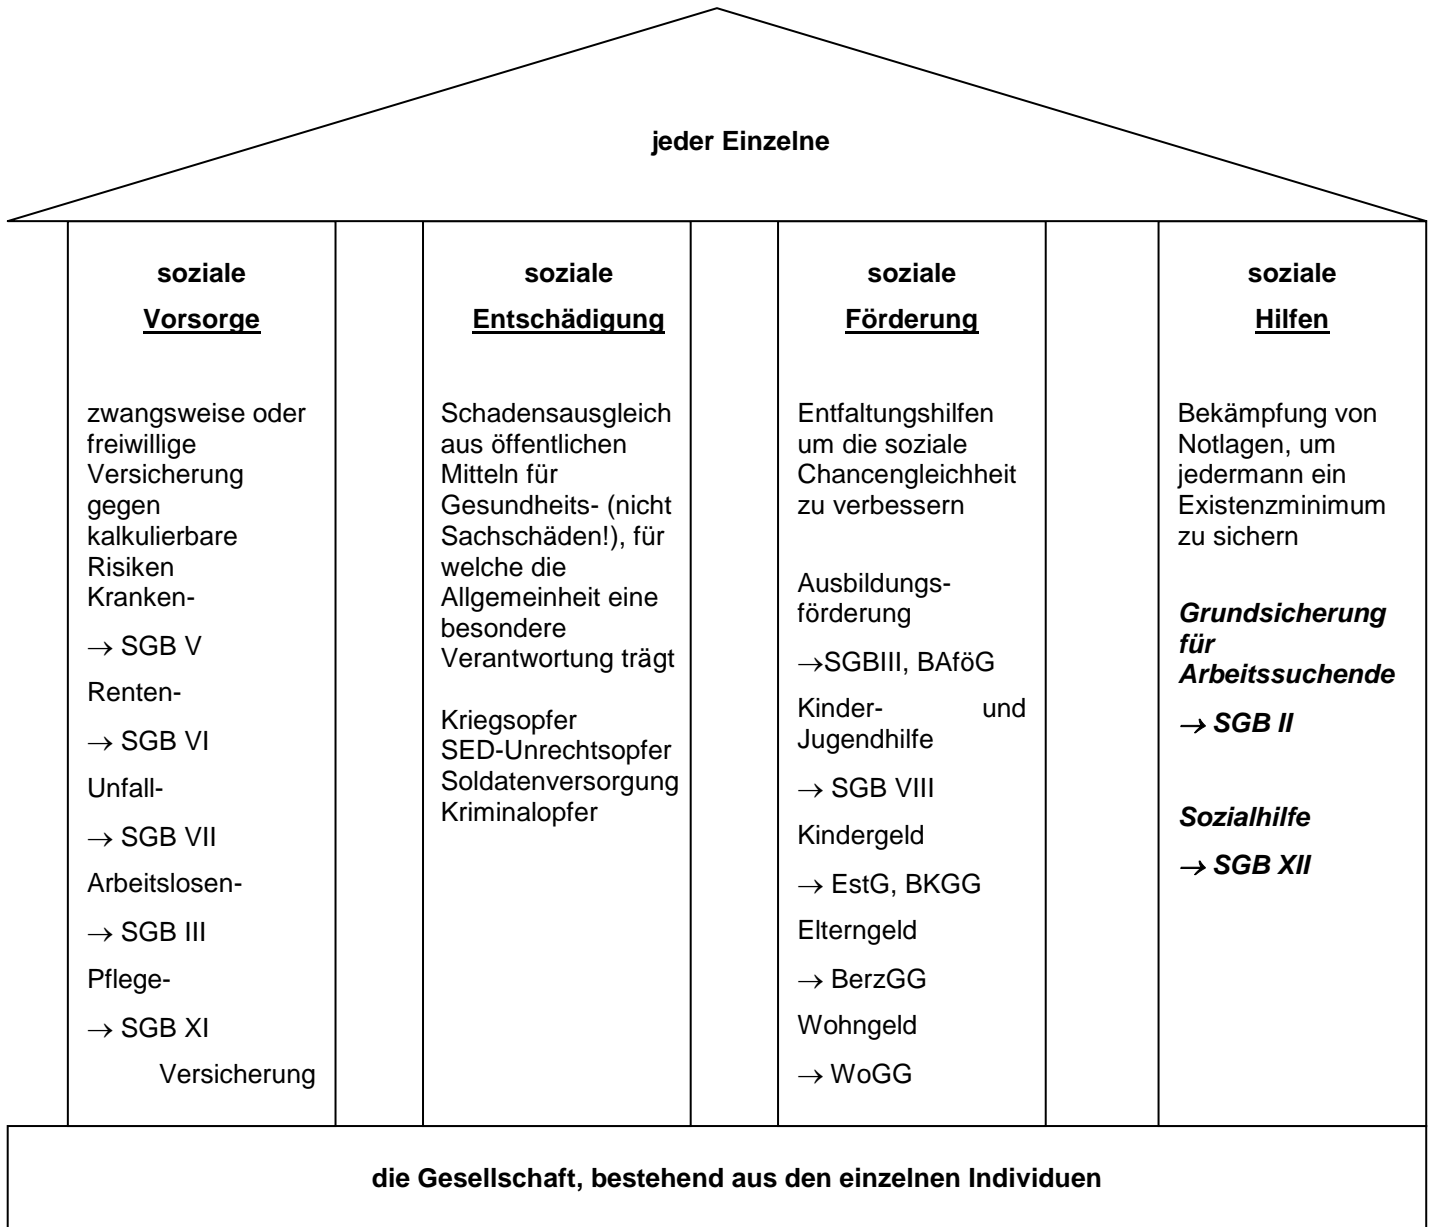 jeder Einzelne
soziale
Vorsorge
zwangsweise oder
freiwillige
Versicherung
gegen
kalkulierbare
Risiken
Kranken-
→ SGB V
Renten-
→ SGB VI
Unfall-
→ SGB VII
Arbeitslosen-
→ SGB III
Pflege-
→ SGB XI
Versicherung
soziale
Entschädigung
Schadensausgleich
aus öffentlichen
Mitteln für
Gesundheits- (nicht
Sachschäden!), für
welche die
Allgemeinheit eine
besondere
Verantwortung trägt
Kriegsopfer
SED-Unrechtsopfer
Soldatenversorgung
Kriminalopfer
soziale
Förderung
Entfaltungshilfen
um die soziale
Chancengleichheit
zu verbessern
Ausbildungs-
förderung
→SGBIII, BAföG
Kinder- und
Jugendhilfe
→ SGB VIII
Kindergeld
→ EstG, BKGG
Elterngeld
→ BerzGG
Wohngeld
→ WoGG
soziale
Hilfen
Bekämpfung von
Notlagen, um
jedermann ein
Existenzminimum
zu sichern
Grundsicherung
für
Arbeitssuchende
→ SGB II
Sozialhilfe
→ SGB XII
die Gesellschaft, bestehend aus den einzelnen Individuen